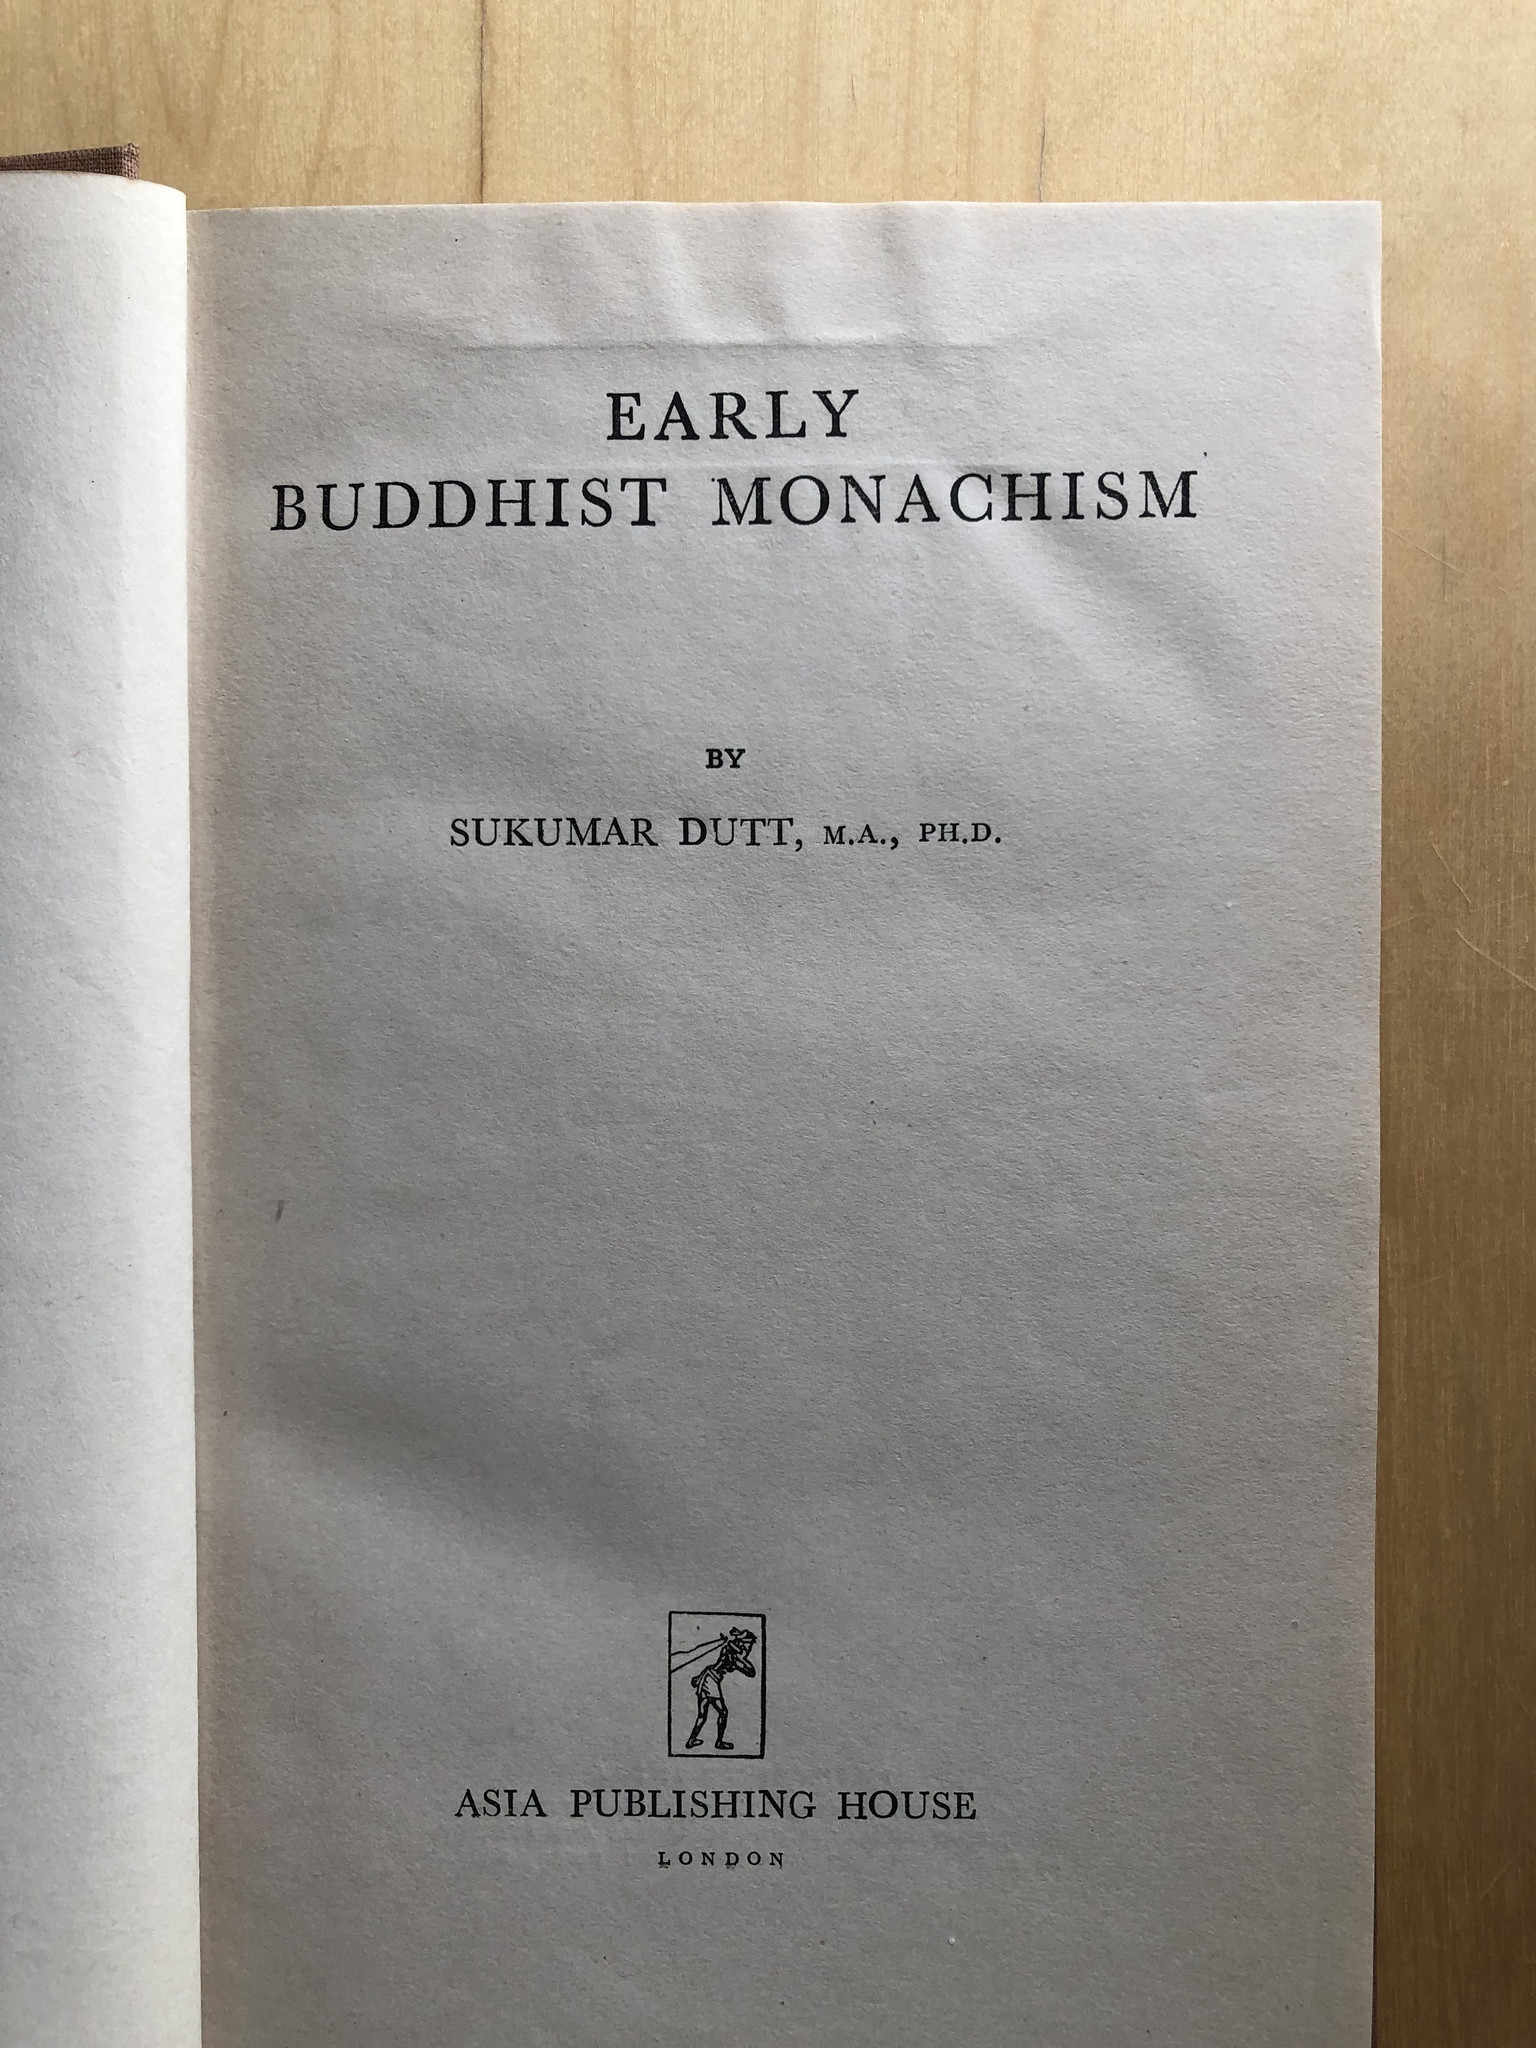 EARLY
BUDDHIST MONACHISM
BY
SUKUMAR DUTT, M.A., PH.D.
ASIA PUBLISHING HOUSE
LONDON